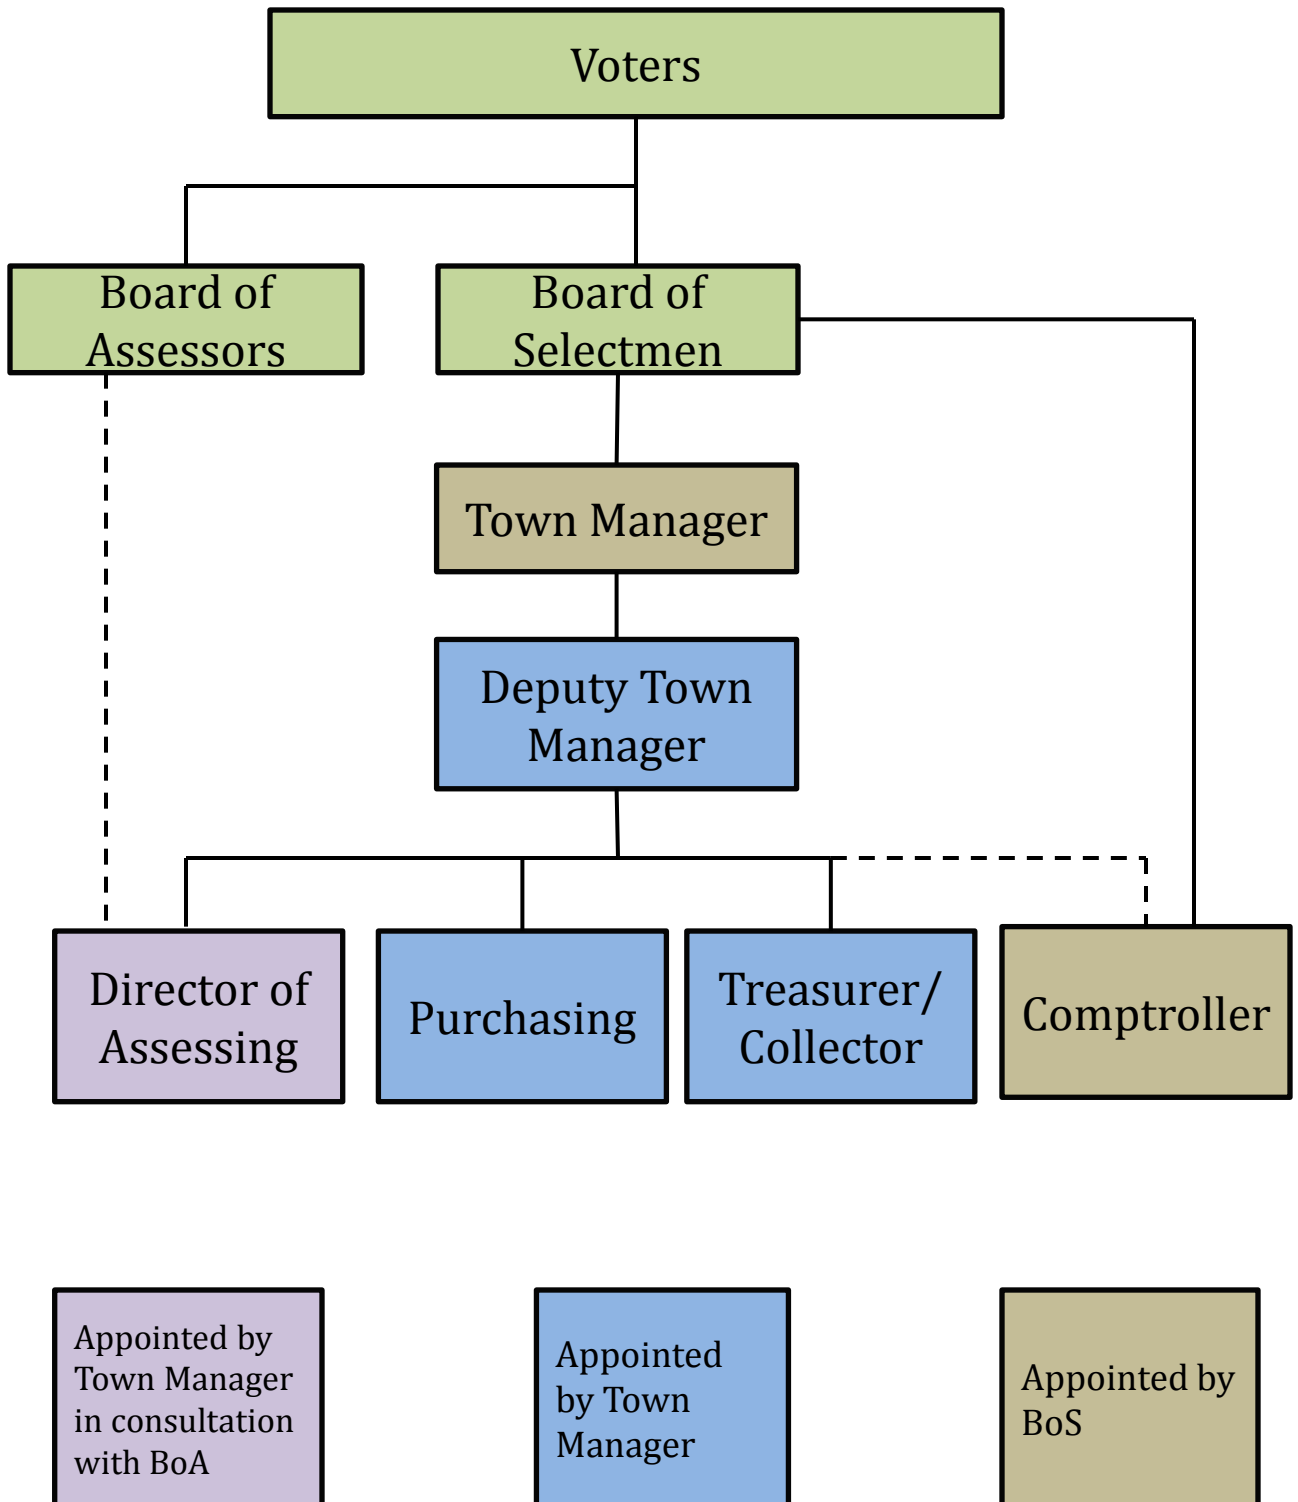 Voters
Board of
Assessors
Board of
Selectmen
Town Manager
Deputy Town
Manager
Director of
Assessing
Purchasing
Treasurer/
Collector
Comptroller
Appointed by
Town Manager
in consultation
with BoA
Appointed
by Town
Manager
Appointed by
BoS